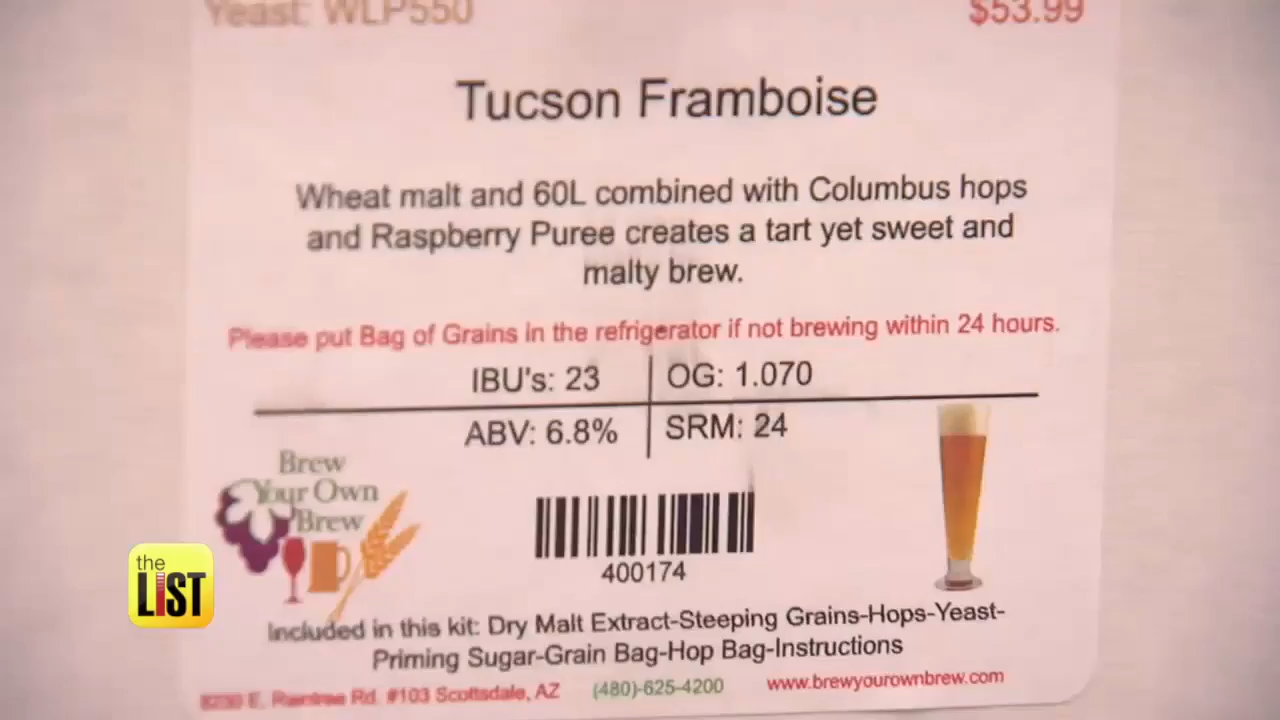 Yeast: WLP550
$53.99
Tucson Framboise
Wheat malt and 60L combined with Columbus hops
and Raspberry Puree creates a tart yet sweet and
malty brew.
Please put Bag of Grains in the refrigerator if not brewing within 24 hours.
IBU's: 23
OG: 1.070
ABV: 6.8%
SRM: 24
Brew
Your Own
Brew
400174
the
LIST
Included in this kit: Dry Malt Extract-Steeping Grains-Hops-Yeast-
Priming Sugar-Grain Bag-Hop Bag-Instructions
8230 E. Raintree Rd. #103 Scottsdale, AZ
(480)-625-4200
www.brewyourownbrew.com